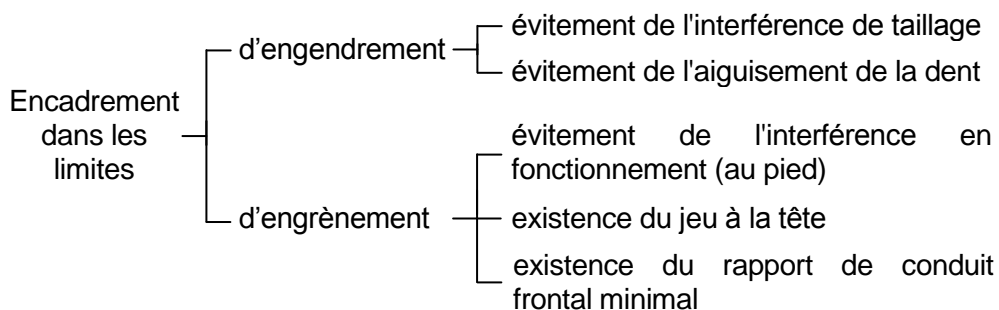 Encadrement
dans les
limites
d’engendrement
évitement de l'interférence de taillage
évitement de l'aiguisement de la dent
d’engrènement
évitement de l'interférence en
fonctionnement (au pied)
existence du jeu à la tête
existence du rapport de conduit
frontal minimal